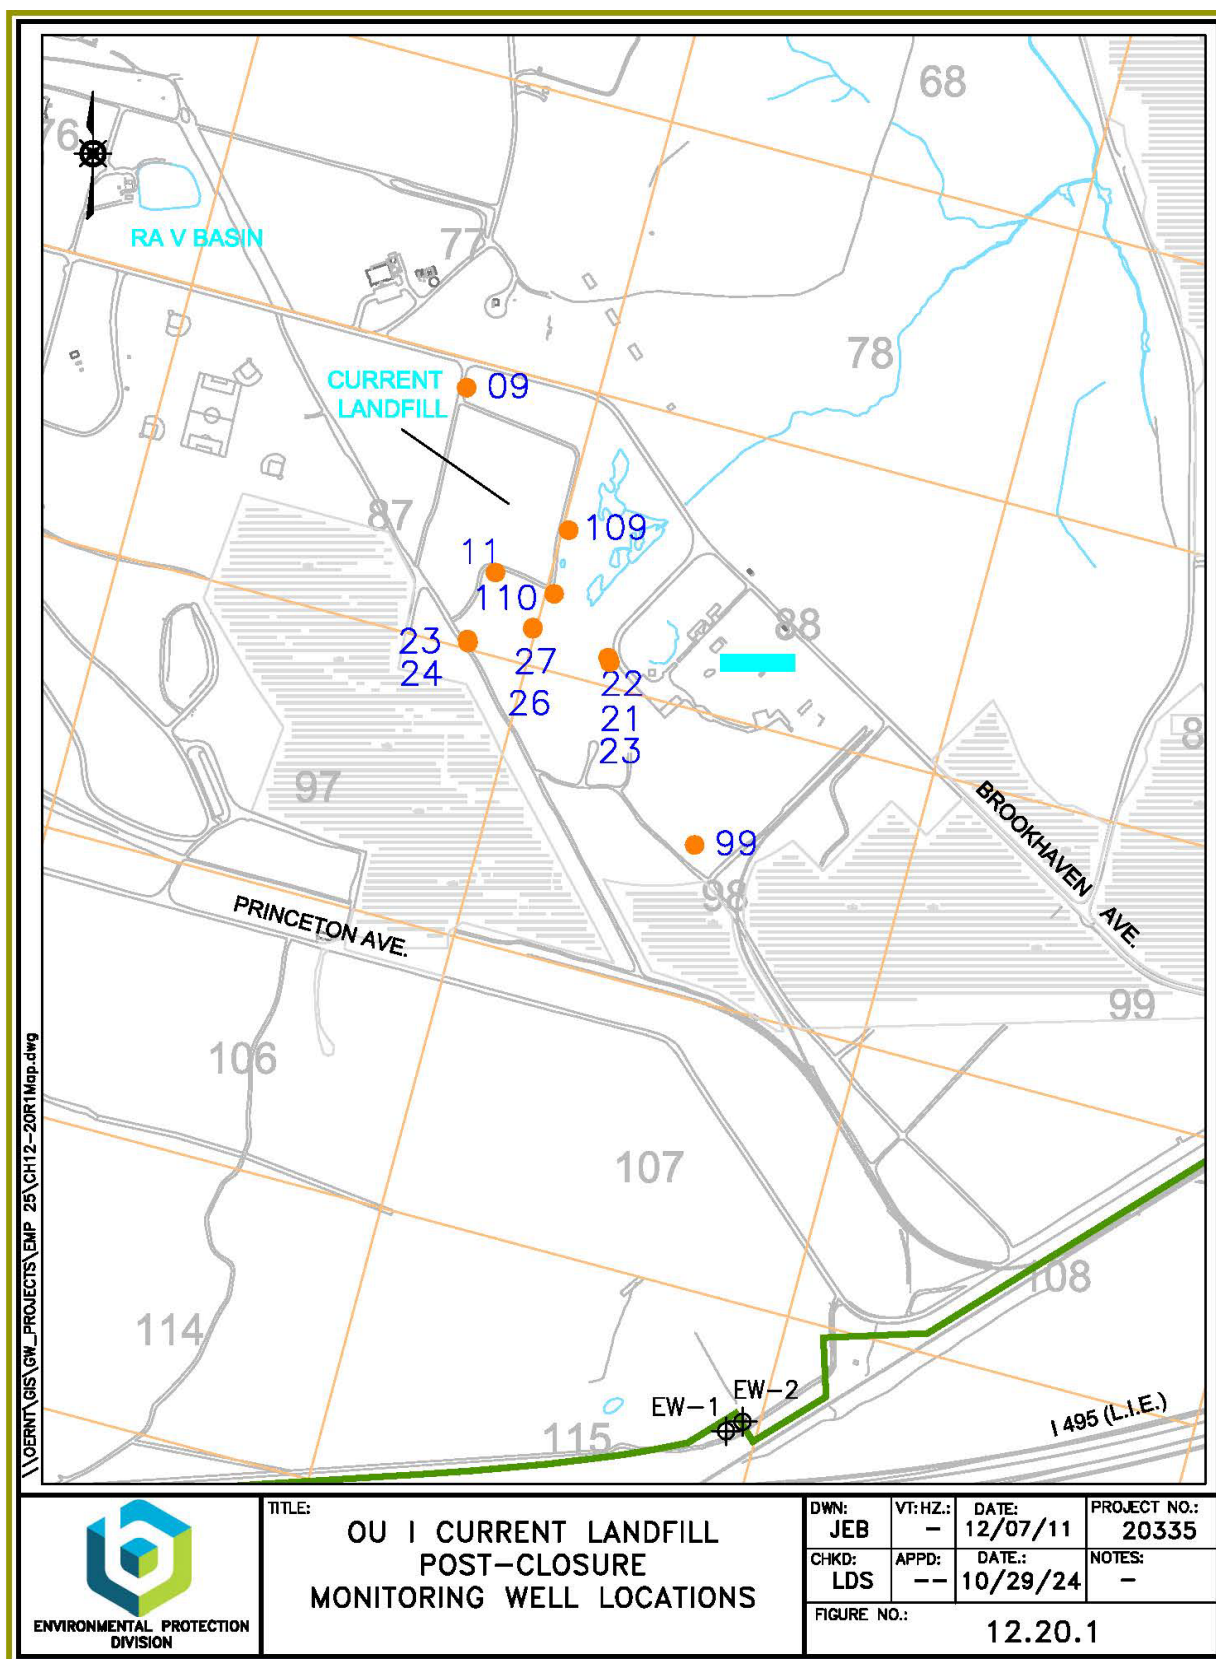 68
76
RA V BASIN
77
78
CURRENT
LANDFILL
09
87
109
11
110
88
23
24
27
26
22
21
23
97
BROOKHAVEN AVE.
99
98
PRINCETON AVE.
99
106
107
108
114
EW-1
EW-2
115
I 495 (L.I.E.)
\\OERNT\GIS\GW_PROJECTS\EMP 25\CH12-20R1Map.dwg
ENVIRONMENTAL PROTECTION
DIVISION
TITLE:
OU I CURRENT LANDFILL
POST-CLOSURE
MONITORING WELL LOCATIONS
DWN:
JEB
VT:HZ.:
-
DATE:
12/07/11
PROJECT NO.:
20335
CHKD:
LDS
APPD:
--
DATE.:
10/29/24
NOTES:
-
FIGURE NO.:
12.20.1